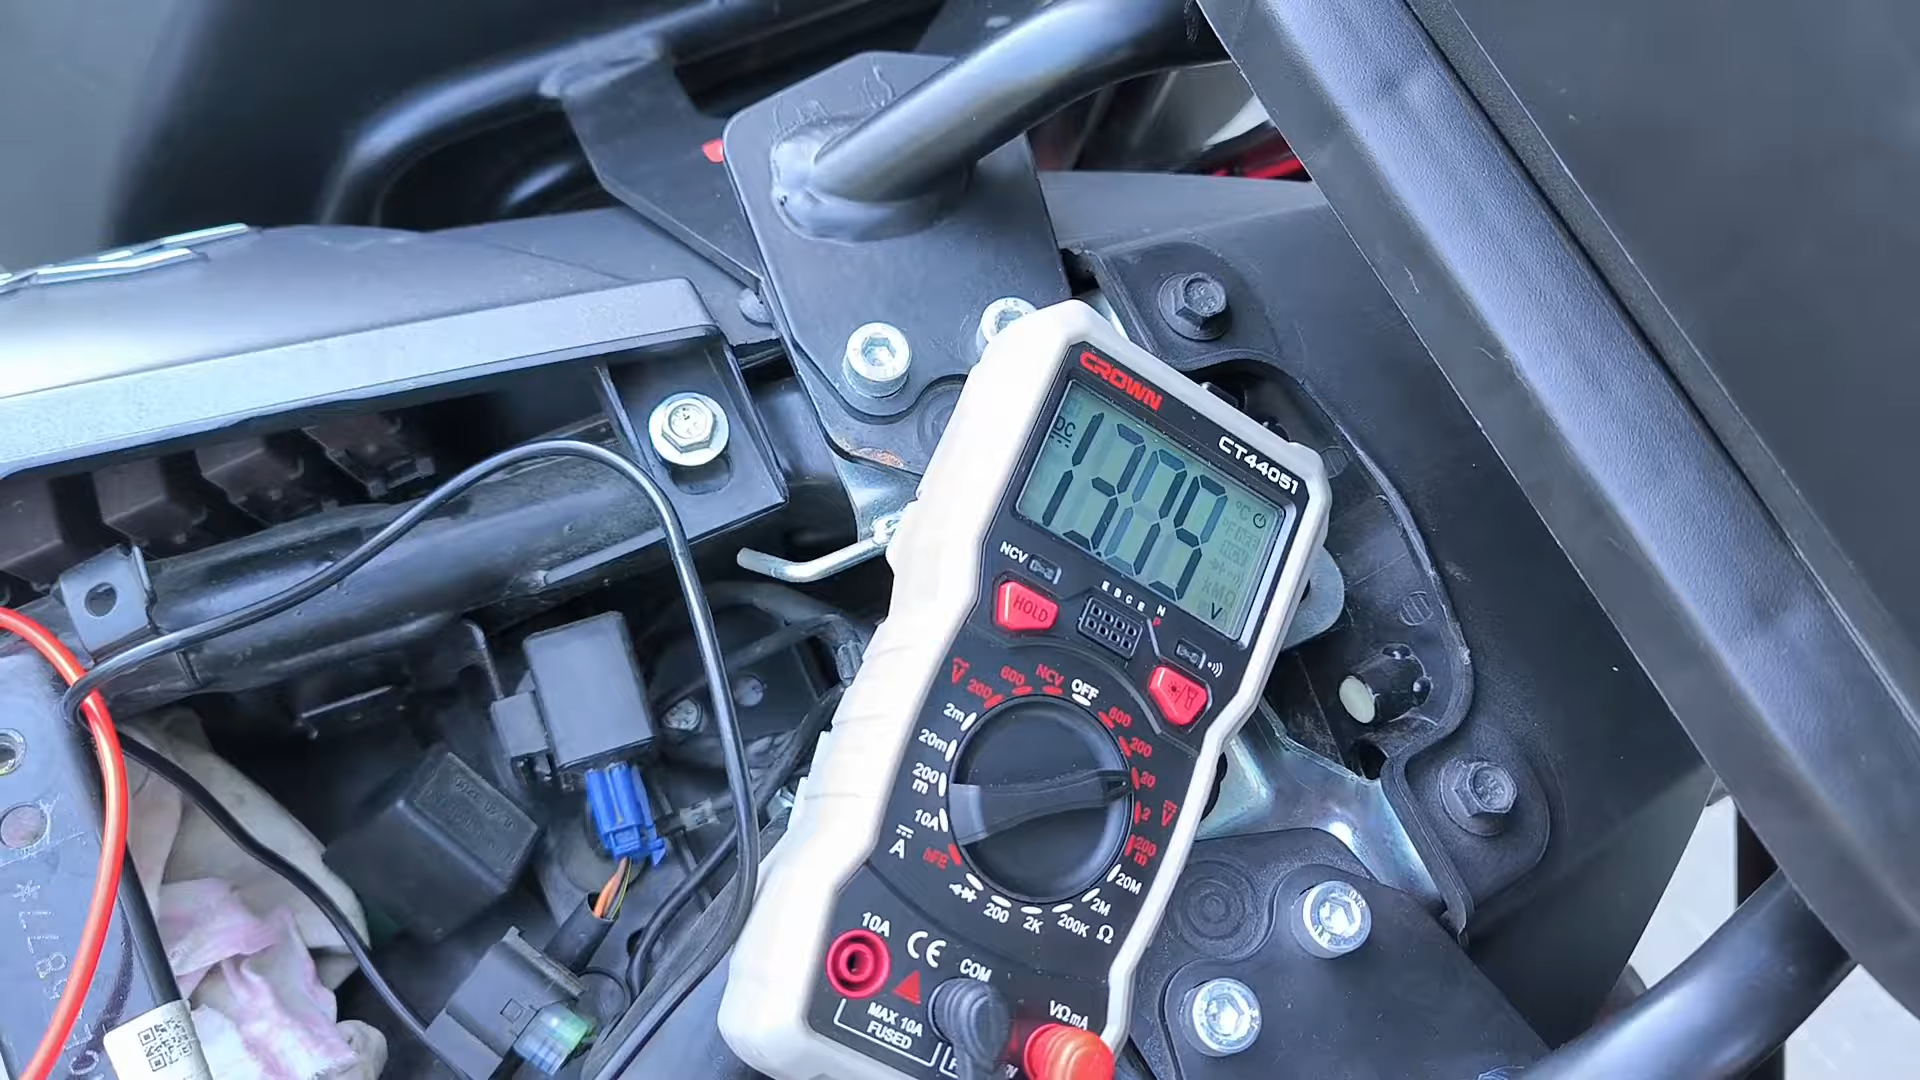 CROWN
CT44051
DC
13.09
V
NCV
HOLD
E B C E
N
P
V 200 600 NCV OFF 600
2m
200
20m
20
200
m
2 V
10A
200
m
A
hFE
20M
2M
200 2K 200K Ω
10A
CE
COM
VΩmA
MAX 10A
FUSED